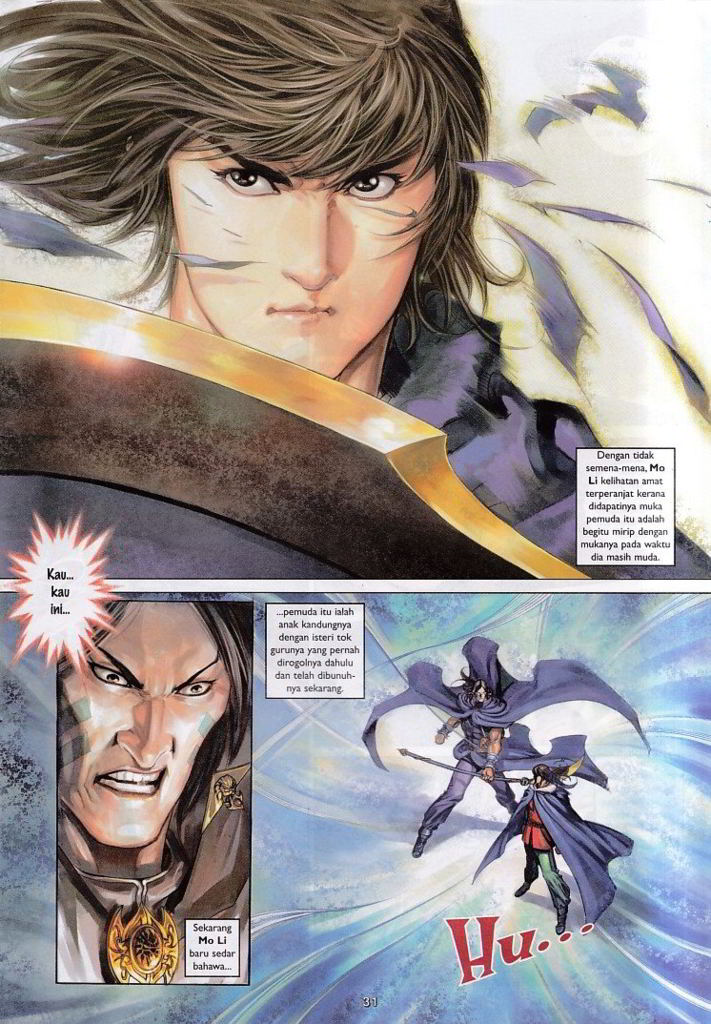 Dengan tidak
semena-mena, Mo
Li kelihatan amat
terperanjat kerana
didapatinya muka
pemuda itu adalah
begitu mirip dengan
mukanya pada waktu
dia masih muda.
Kau...
kau
ini...
Sekarang
Mo Li
baru sedar
bahawa...
...pemuda itu ialah
anak kandungnya
dengan isteri tok
gurunya yang pernah
dirogolnya dahulu
dan telah dibunuh-
nya sekarang.
Hu...
31